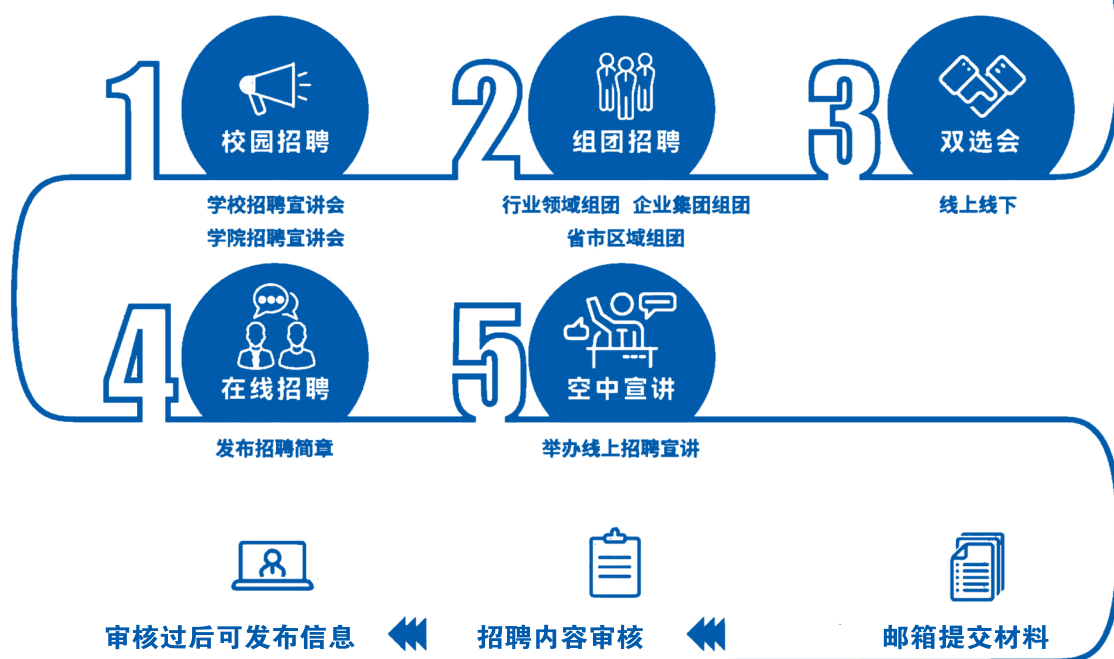 1
校园招聘
学校招聘宣讲会
学院招聘宣讲会
2
组团招聘
行业领域组团 企业集团组团
省市区域组团
3
双选会
线上线下
4
在线招聘
发布招聘简章
5
空中宣讲
举办线上招聘宣讲
审核过后可发布信息
招聘内容审核
邮箱提交材料